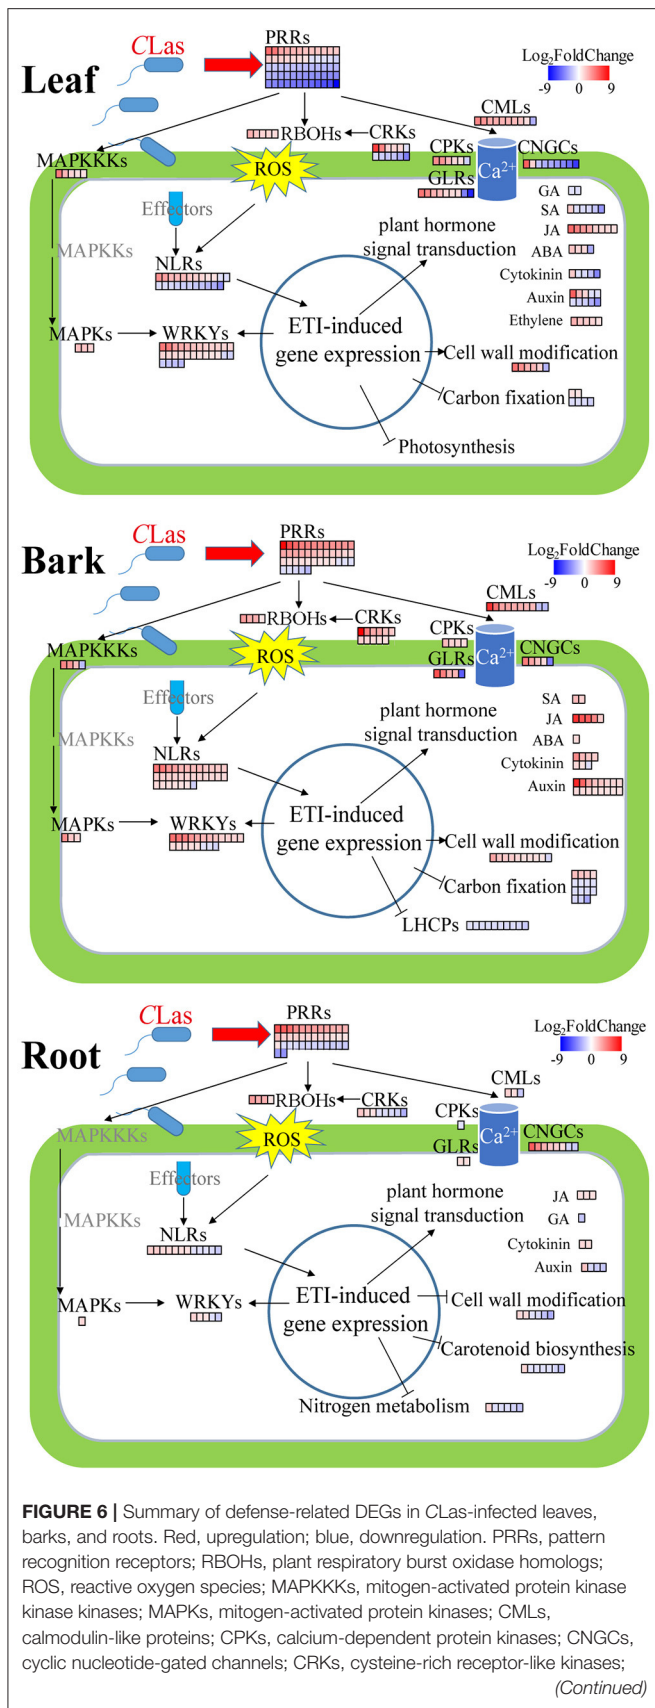 Leaf
CLas
PRRs
Log2FoldChange
-9 0 9
CMLs
RBOHs
CRKs
CPKs
CNGCs
MAPKKKs
ROS
GLRs
Ca2+
GA
Effectors
SA
plant hormone
signal transduction
JA
MAPKKs
ABA
NLRs
Cytokinin
Auxin
ETI-induced
gene expression
Ethylene
MAPKs
WRKYs
Cell wall modification
Carbon fixation
Photosynthesis
Bark
CLas
PRRs
Log2FoldChange
-9 0 9
CMLs
RBOHs
CRKs
CPKs
MAPKKKs
ROS
GLRs
Ca2+
CNGCs
Effectors
SA
plant hormone
signal transduction
JA
MAPKKs
ABA
NLRs
Cytokinin
Auxin
ETI-induced
gene expression
MAPKs
WRKYs
Cell wall modification
Carbon fixation
LHCPs
Root
CLas
PRRs
Log2FoldChange
-9 0 9
CMLs
RBOHs
CRKs
CPKs
MAPKKKs
ROS
GLRs
Ca2+
CNGCs
Effectors
plant hormone
signal transduction
JA
MAPKKs
GA
NLRs
Cytokinin
Auxin
ETI-induced
gene expression
MAPKs
WRKYs
Cell wall modification
Carotenoid biosynthesis
Nitrogen metabolism
FIGURE 6 | Summary of defense-related DEGs in CLas-infected leaves,
barks, and roots. Red, upregulation; blue, downregulation. PRRs, pattern
recognition receptors; RBOHs, plant respiratory burst oxidase homologs;
ROS, reactive oxygen species; MAPKKKs, mitogen-activated protein kinase
kinase kinases; MAPKs, mitogen-activated protein kinases; CMLs,
calmodulin-like proteins; CPKs, calcium-dependent protein kinases; CNGCs,
cyclic nucleotide-gated channels; CRKs, cysteine-rich receptor-like kinases;
(Continued)